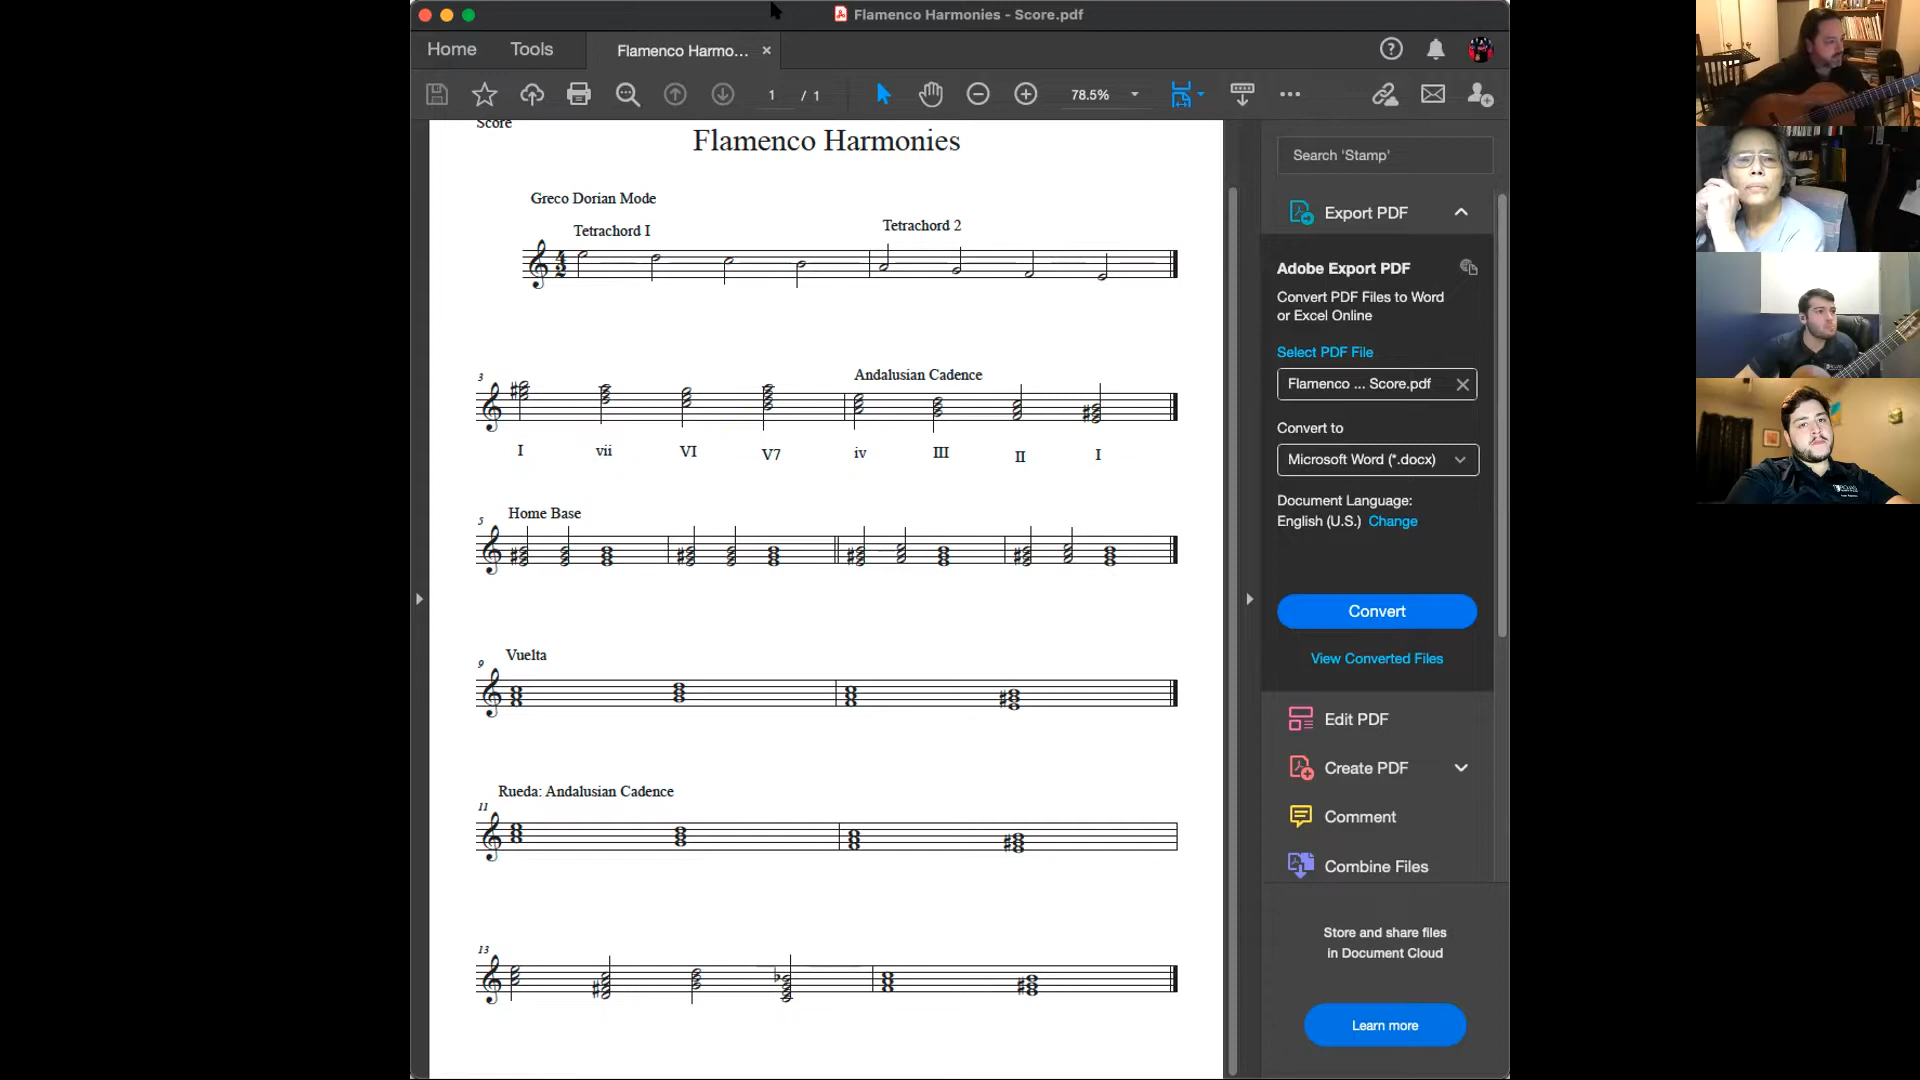 Flamenco Harmonies - Score.pdf
Home
Tools
Flamenco Harmo...
1
/ 1
78.5%
Score
Flamenco Harmonies
Greco Dorian Mode
Tetrachord I
Tetrachord 2
4
2
3
Andalusian Cadence
I
vii
VI
V7
iv
III
II
I
5
Home Base
9
Vuelta
Rueda: Andalusian Cadence
11
13
Search 'Stamp'
Export PDF
Adobe Export PDF
Convert PDF Files to Word
or Excel Online
Select PDF File
Flamenco ... Score.pdf
Convert to
Microsoft Word (*.docx)
Document Language:
English (U.S.) Change
Convert
View Converted Files
Edit PDF
Create PDF
Comment
Combine Files
Store and share files
in Document Cloud
Learn more